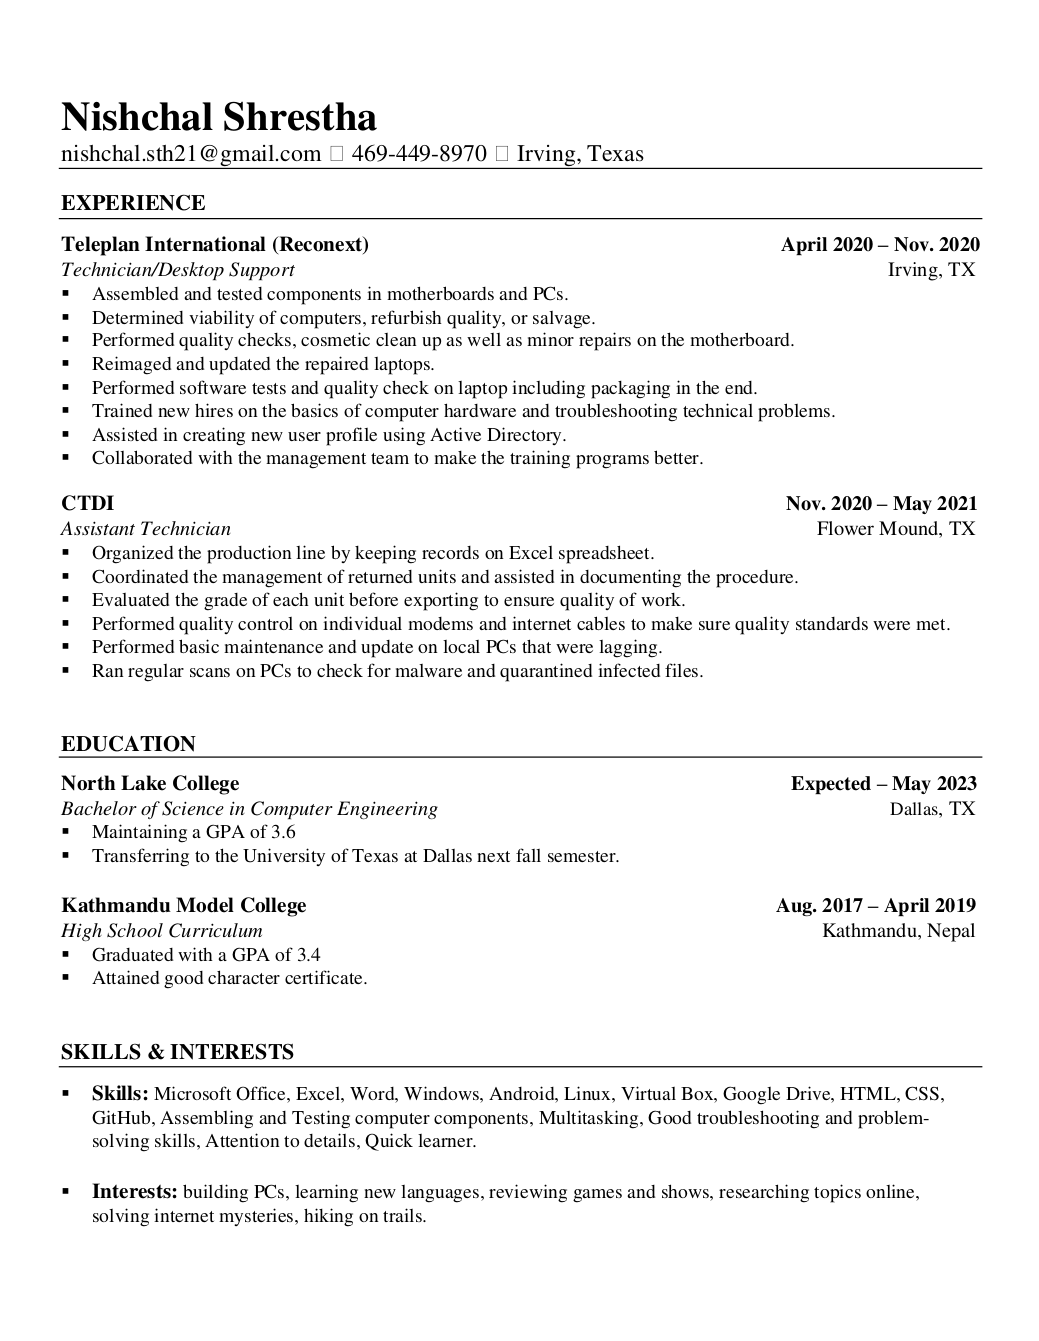 Nishchal Shrestha
nishchal.sth21@gmail.com  469-449-8970  Irving, Texas
EXPERIENCE
Teleplan International (Reconext) April 2020 – Nov. 2020
Technician/Desktop Support Irving, TX
▪ Assembled and tested components in motherboards and PCs.
▪ Determined viability of computers, refurbish quality, or salvage.
▪ Performed quality checks, cosmetic clean up as well as minor repairs on the motherboard.
▪ Reimaged and updated the repaired laptops.
▪ Performed software tests and quality check on laptop including packaging in the end.
▪ Trained new hires on the basics of computer hardware and troubleshooting technical problems.
▪ Assisted in creating new user profile using Active Directory.
▪ Collaborated with the management team to make the training programs better.
CTDI Nov. 2020 – May 2021
Assistant Technician Flower Mound, TX
▪ Organized the production line by keeping records on Excel spreadsheet.
▪ Coordinated the management of returned units and assisted in documenting the procedure.
▪ Evaluated the grade of each unit before exporting to ensure quality of work.
▪ Performed quality control on individual modems and internet cables to make sure quality standards were met.
▪ Performed basic maintenance and update on local PCs that were lagging.
▪ Ran regular scans on PCs to check for malware and quarantined infected files.
EDUCATION
North Lake College Expected – May 2023
Bachelor of Science in Computer Engineering Dallas, TX
▪ Maintaining a GPA of 3.6
▪ Transferring to the University of Texas at Dallas next fall semester.
Kathmandu Model College Aug. 2017 – April 2019
High School Curriculum Kathmandu, Nepal
▪ Graduated with a GPA of 3.4
▪ Attained good character certificate.
SKILLS & INTERESTS
▪ Skills: Microsoft Office, Excel, Word, Windows, Android, Linux, Virtual Box, Google Drive, HTML, CSS,
GitHub, Assembling and Testing computer components, Multitasking, Good troubleshooting and problem-
solving skills, Attention to details, Quick learner.
▪ Interests: building PCs, learning new languages, reviewing games and shows, researching topics online,
solving internet mysteries, hiking on trails.